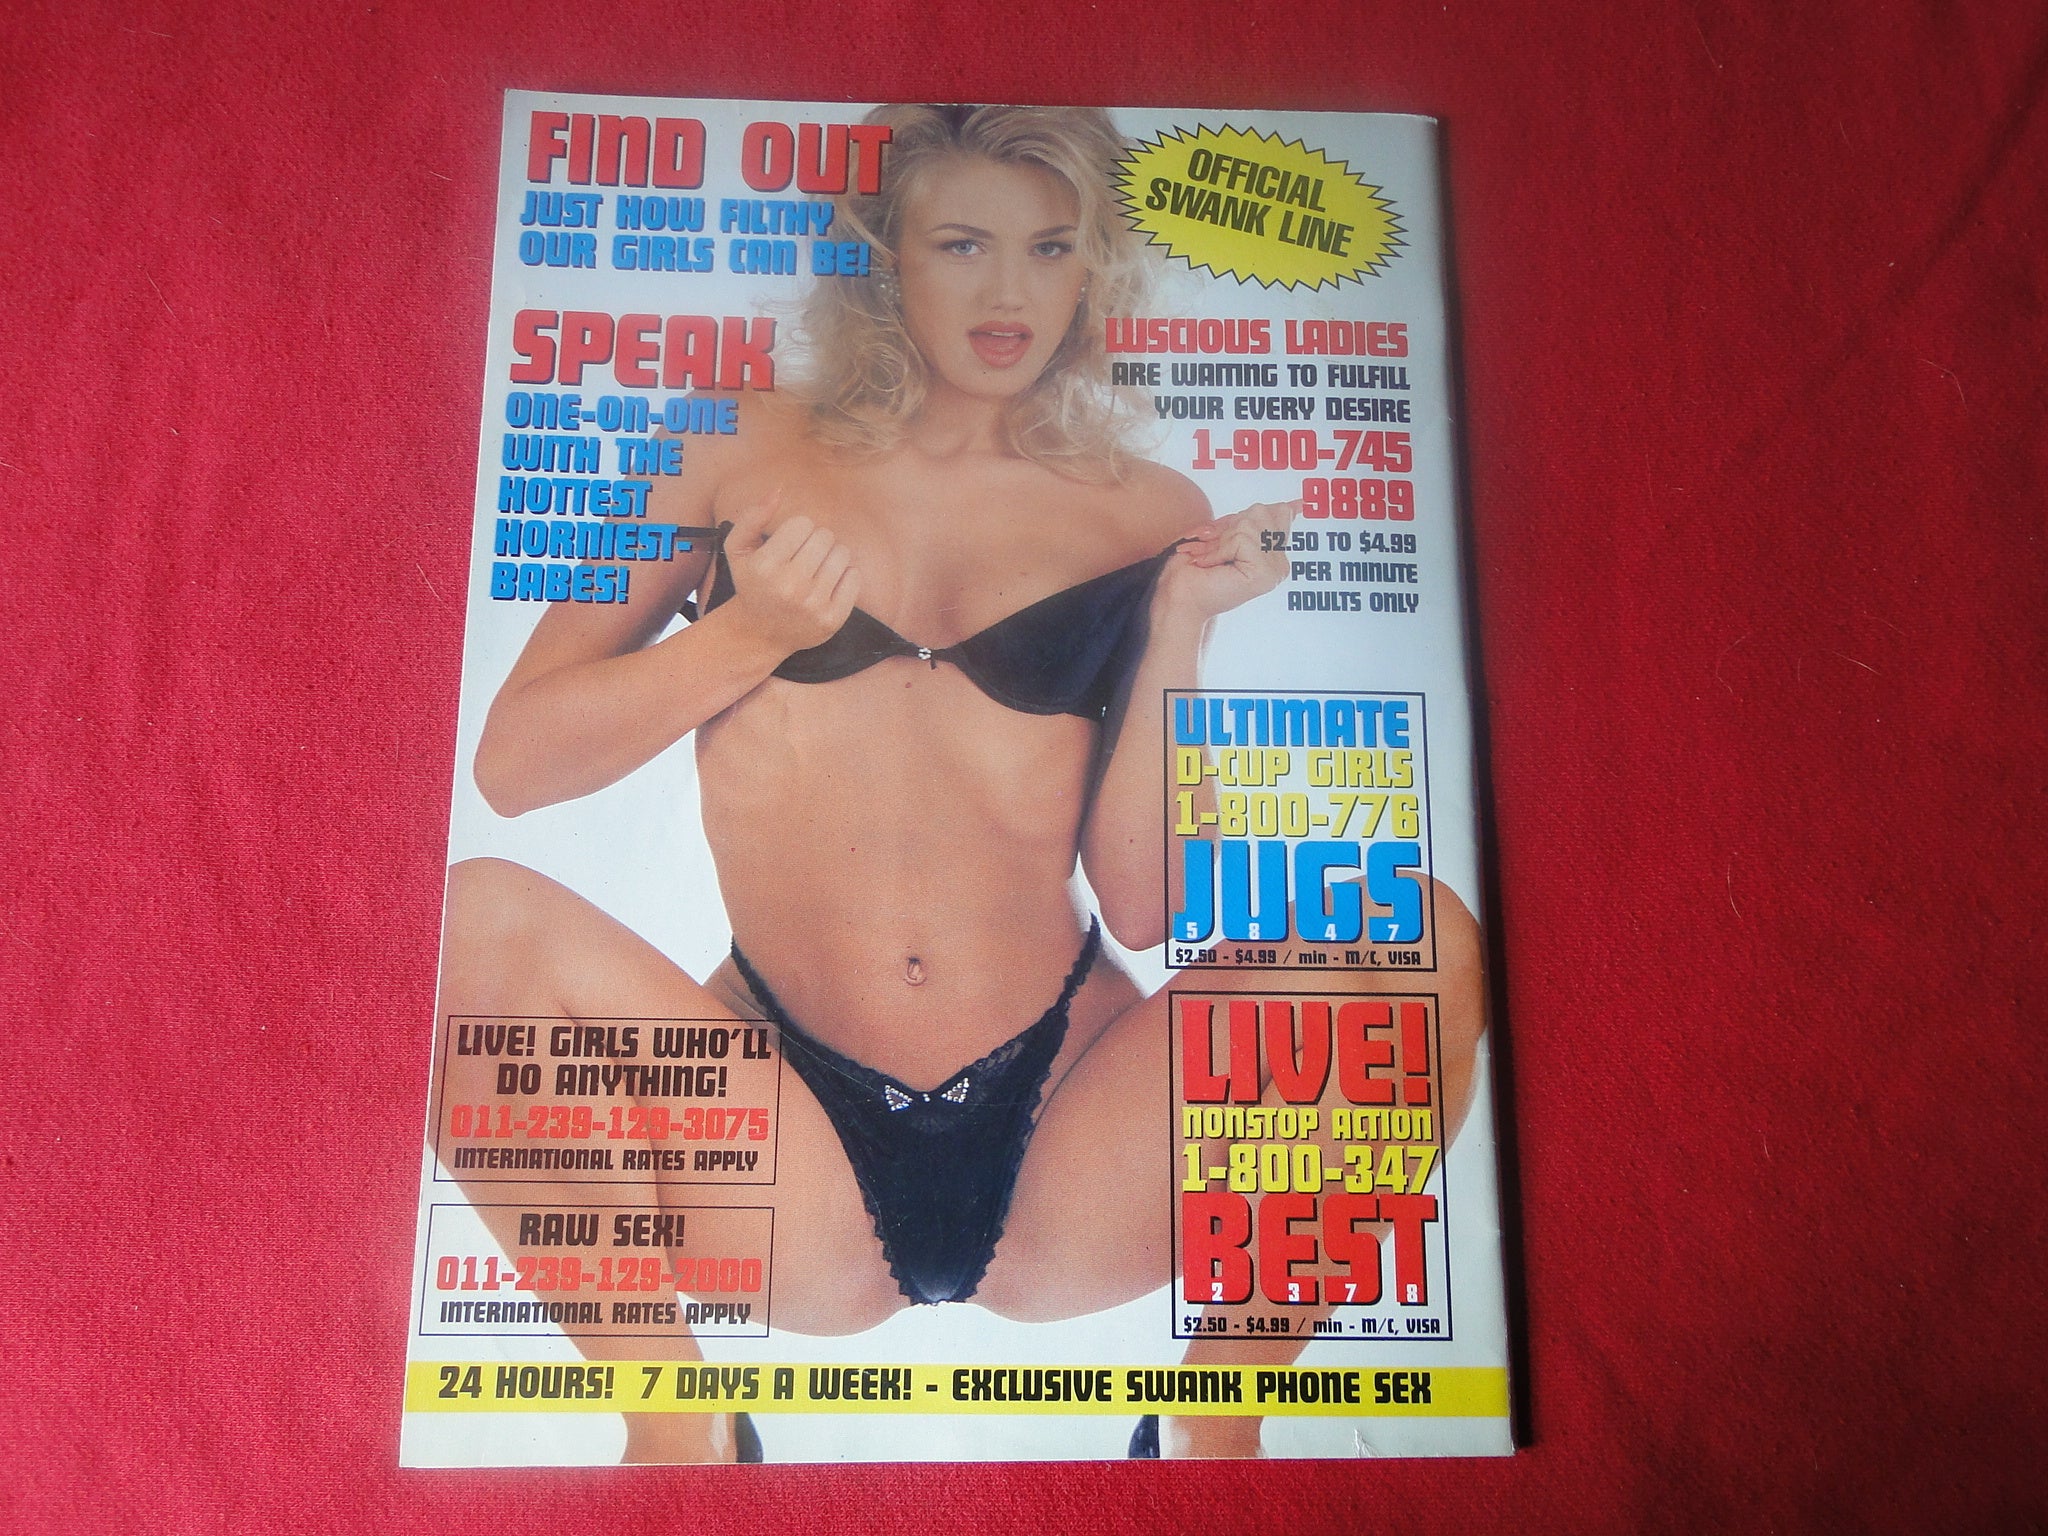 FIND OUT
JUST HOW FILTHY
OUR GIRLS CAN BE!
OFFICIAL
SWANK LINE
SPEAK
ONE-ON-ONE
WITH THE
HOTTEST
HORNIEST-
BABES!
LUSCIOUS LADIES
ARE WAITING TO FULFILL
YOUR EVERY DESIRE
1-900-745
9889
$2.50 TO $4.99
PER MINUTE
ADULTS ONLY
ULTIMATE
D-CUP GIRLS
1-800-776
JUGS
5 8 4 7
$2.50 - $4.99 / min - M/C, VISA
LIVE! GIRLS WHO'LL
DO ANYTHING!
011-239-129-3075
INTERNATIONAL RATES APPLY
RAW SEX!
011-239-129-2000
INTERNATIONAL RATES APPLY
LIVE!
NONSTOP ACTION
1-800-347
BEST
2 3 7 8
$2.50 - $4.99 / min - M/C, VISA
24 HOURS! 7 DAYS A WEEK! - EXCLUSIVE SWANK PHONE SEX